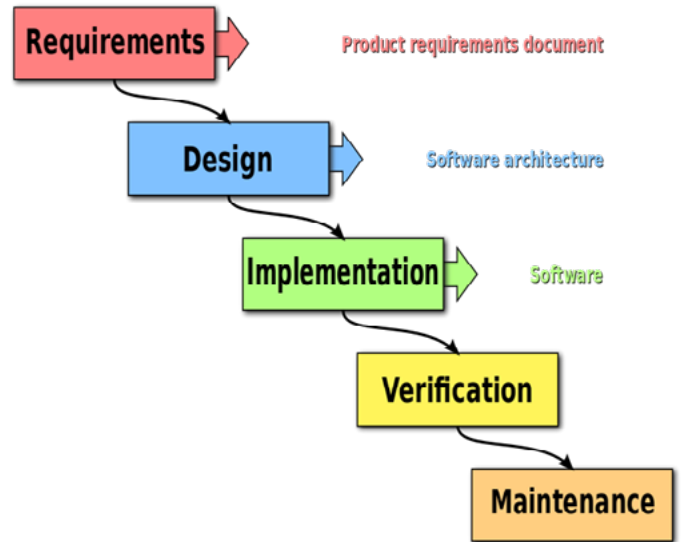 Requirements
Product requirements document
Design
Software architecture
Implementation
Software
Verification
Maintenance